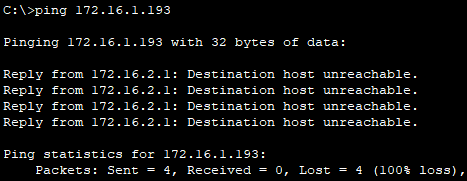 C:\>ping 172.16.1.193
Pinging 172.16.1.193 with 32 bytes of data:
Reply from 172.16.2.1: Destination host unreachable.
Reply from 172.16.2.1: Destination host unreachable.
Reply from 172.16.2.1: Destination host unreachable.
Reply from 172.16.2.1: Destination host unreachable.
Ping statistics for 172.16.1.193:
Packets: Sent = 4, Received = 0, Lost = 4 (100% loss),